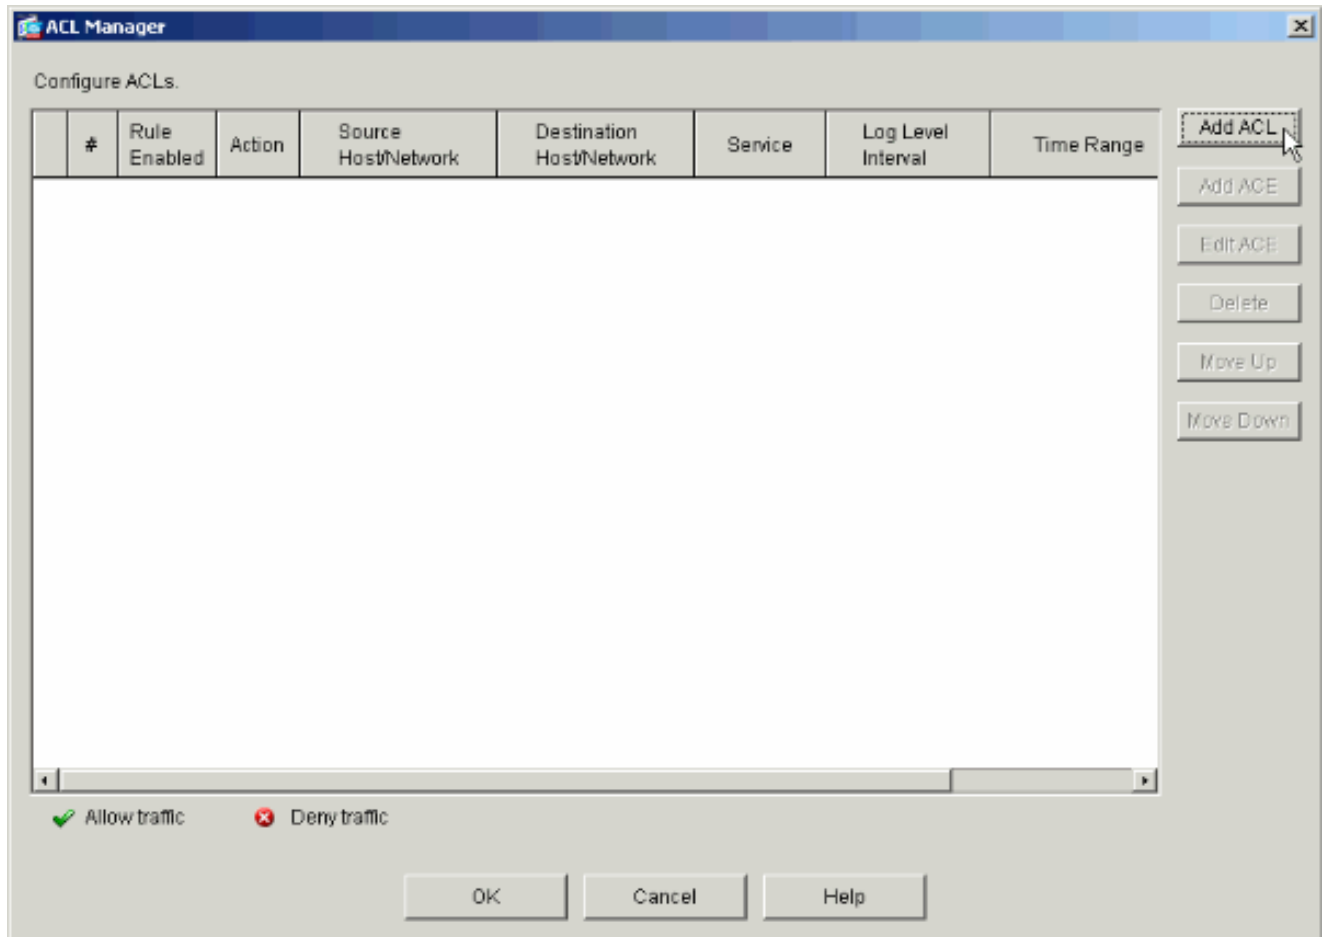 ACL Manager
Configure ACLs.
#
Rule
Enabled
Action
Source
Host/Network
Destination
Host/Network
Service
Log Level
Interval
Time Range
Add ACL
Add ACE
Edit ACE
Delete
Move Up
Move Down
Allow traffic
Deny traffic
OK
Cancel
Help